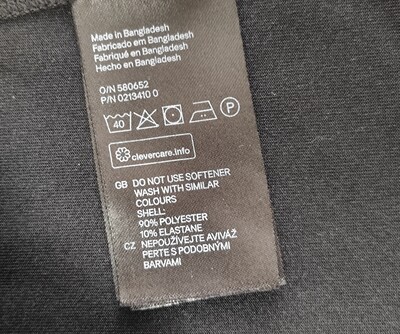 Made in Bangladesh
Fabricado em Bangladesh
Fabriqué en Bangladesh
Hecho en Bangladesh
O/N 580652
P/N 0213410 0
40 P
clevercare.info
GB DO NOT USE SOFTENER
WASH WITH SIMILAR
COLOURS
SHELL:
90% POLYESTER
10% ELASTANE
CZ NEPOUŽÍVEJTE AVIVÁŽ
PERTE S PODOBNÝMI
BARVAMI